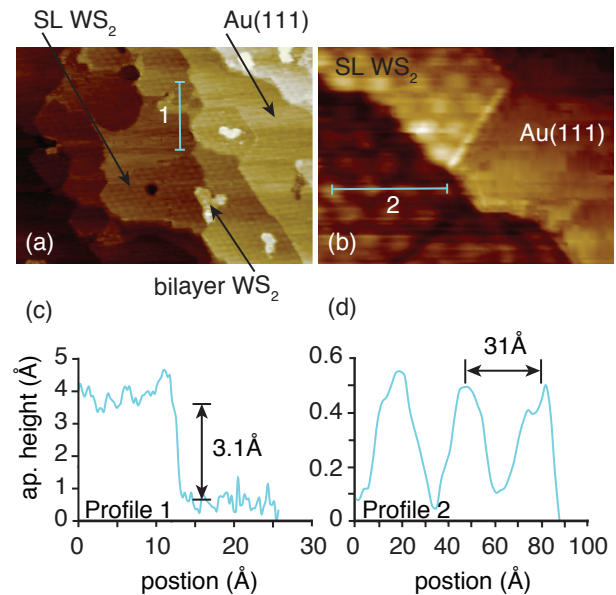 SL WS2
Au(111)
1
(a)
bilayer WS2
SL WS2
Au(111)
2
(b)
(c)
5
4
3
2
1
0
ap. height (Å)
3.1Å
Profile 1
0 10 20 30
postion (Å)
(d)
0.6
0.4
0.2
0
31Å
Profile 2
0 20 40 60 80 100
postion (Å)